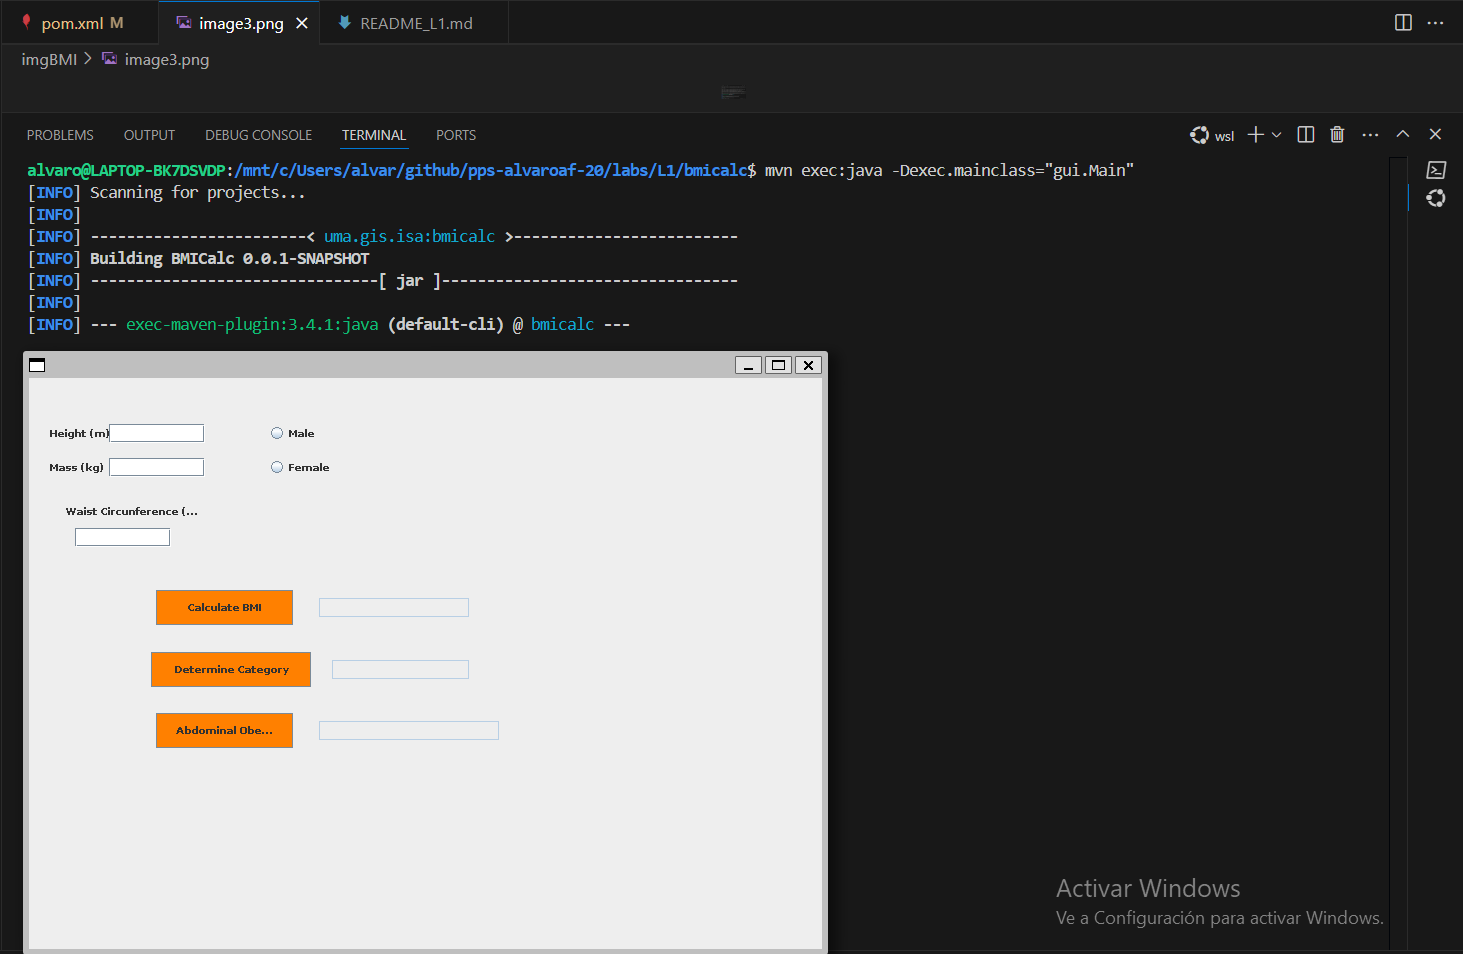 pom.xml M image3.png README_L1.md
imgBMI > image3.png
PROBLEMS OUTPUT DEBUG CONSOLE TERMINAL PORTS wsl
alvaro@LAPTOP-BK7DSVDP:/mnt/c/Users/alvar/github/pps-alvaroaf-20/labs/L1/bmicalc$ mvn exec:java -Dexec.mainclass="gui.Main"
[INFO] Scanning for projects...
[INFO]
[INFO] ------------------------< uma.gis.isa:bmicalc >-------------------------
[INFO] Building BMICalc 0.0.1-SNAPSHOT
[INFO] --------------------------------[ jar ]---------------------------------
[INFO]
[INFO] --- exec-maven-plugin:3.4.1:java (default-cli) @ bmicalc ---
Height (m) Male
Mass (kg) Female
Waist Circunference (...
Calculate BMI
Determine Category
Abdominal Obe...
Activar Windows
Ve a Configuración para activar Windows.